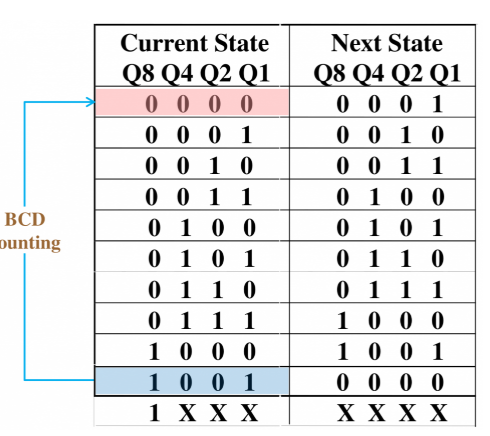 Current State Next State
Q8 Q4 Q2 Q1 Q8 Q4 Q2 Q1
0 0 0 0 0 0 0 1
0 0 0 1 0 0 1 0
0 0 1 0 0 0 1 1
0 0 1 1 0 1 0 0
0 1 0 0 0 1 0 1
0 1 0 1 0 1 1 0
0 1 1 0 0 1 1 1
0 1 1 1 1 0 0 0
1 0 0 0 1 0 0 1
1 0 0 1 0 0 0 0
1 X X X X X X X
BCD
ounting